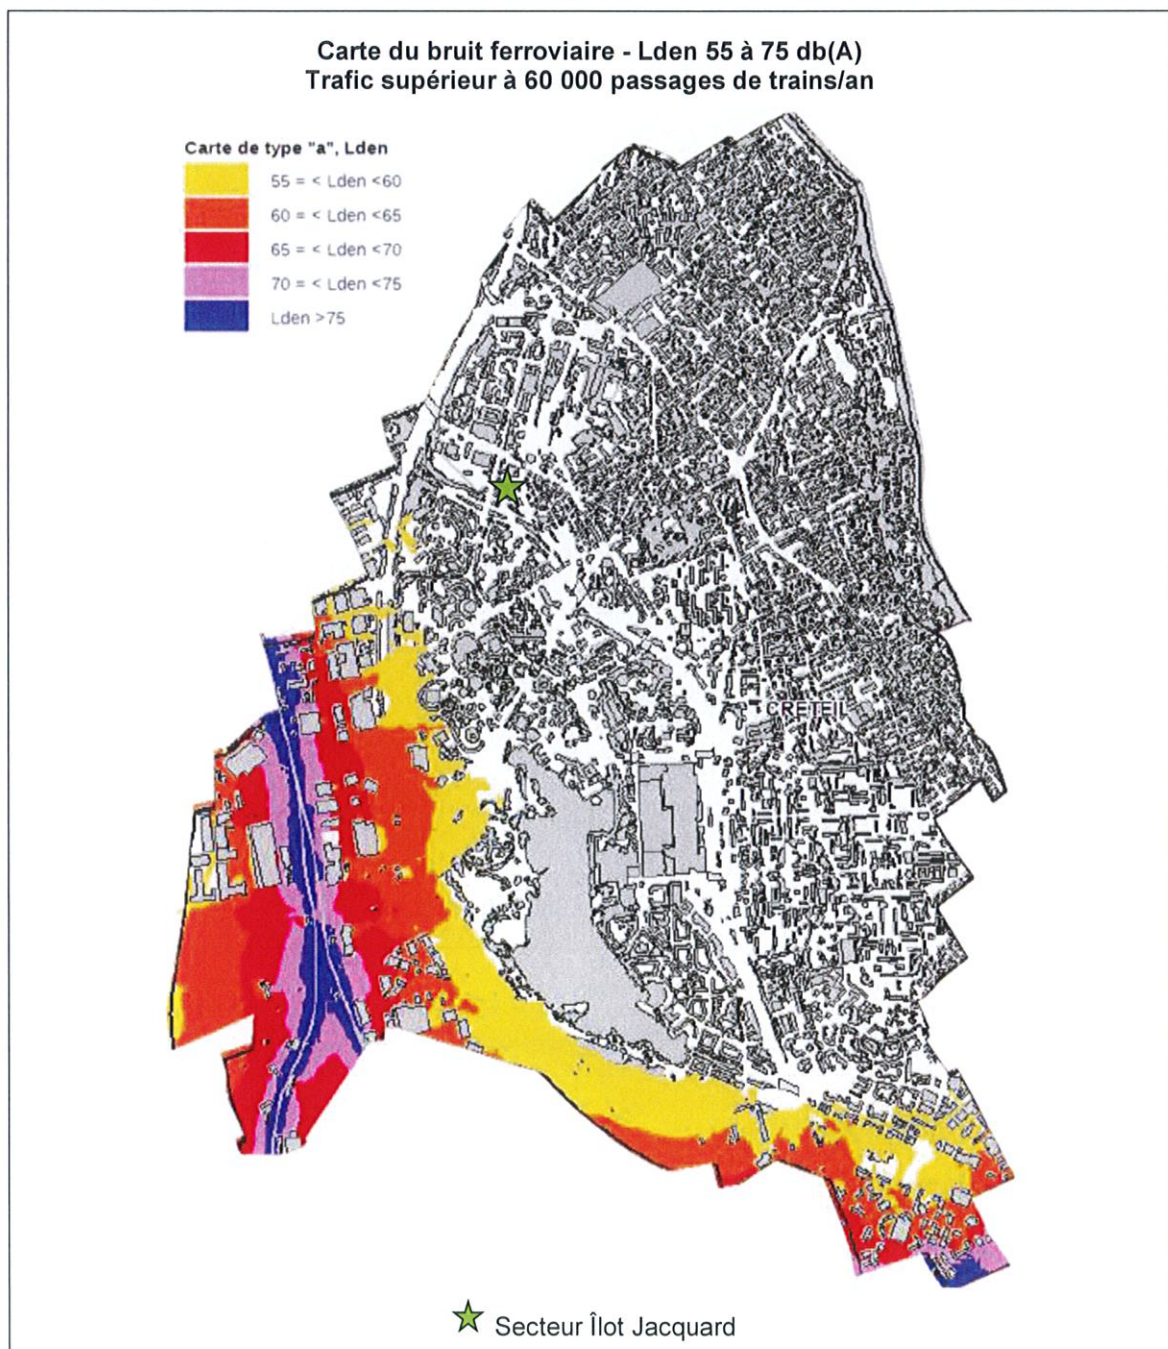 Carte du bruit ferroviaire - Lden 55 à 75 db(A)
Trafic supérieur à 60 000 passages de trains/an
Carte de type "a", Lden
55 = < Lden <60
60 = < Lden <65
65 = < Lden <70
70 = < Lden <75
Lden >75
CRETEIL
Secteur Îlot Jacquard